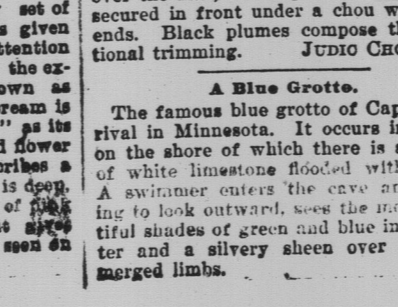 set of
s given
ttention
the ex-
own as
ream is
" as its
d flower
cribes a
is deep.
of
seen on
secured in front under a chou w
ends. Black plumes compose th
tional trimming. JUDIC CHO
A Blue Grotto.
The famous blue grotto of Cap
rival in Minnesota. It occurs i
on the shore of which there is a
of white limestone flooded with
A swimmer enters the cave an
ing to look outward, sees the mo
tiful shades of green and blue in
ter and a silvery sheen over
merged limbs.